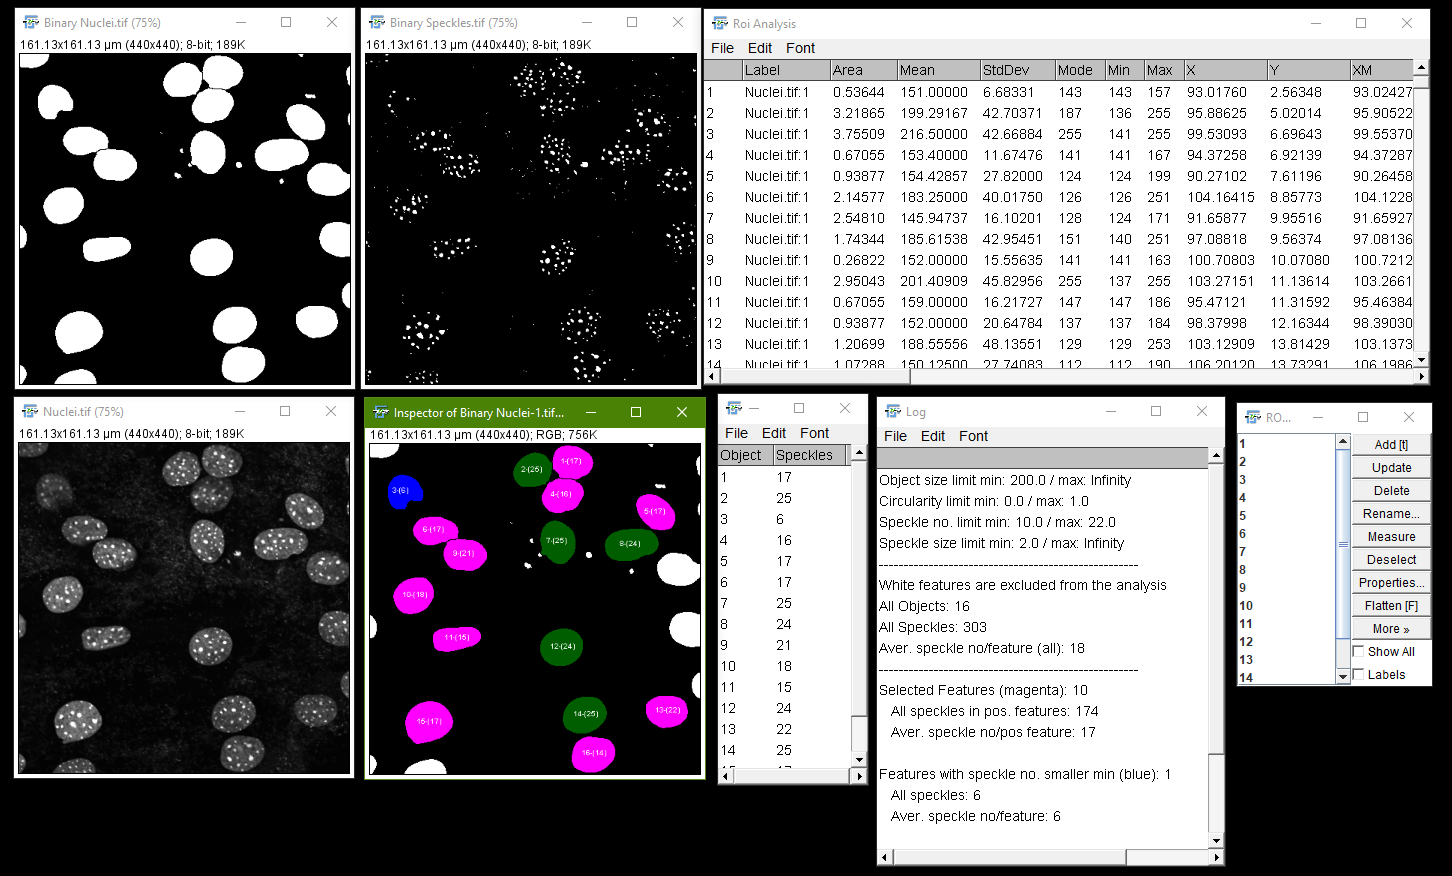 Binary Nuclei.tif (75%)
161.13x161.13 µm (440x440); 8-bit; 189K
Binary Speckles.tif (75%)
161.13x161.13 µm (440x440); 8-bit; 189K
Roi Analysis
File Edit Font
Label Area Mean StdDev Mode Min Max X Y XM
1 Nuclei.tif:1 0.53644 151.00000 6.68331 143 143 157 93.01760 2.56348 93.02427
2 Nuclei.tif:1 3.21865 199.29167 42.70371 187 136 255 95.88625 5.02014 95.90522
3 Nuclei.tif:1 3.75509 216.50000 42.66884 255 141 255 99.53093 6.69643 99.55370
4 Nuclei.tif:1 0.67055 153.40000 11.67476 141 141 167 94.37258 6.92139 94.37287
5 Nuclei.tif:1 0.93877 154.42857 27.82000 124 124 199 90.27102 7.61196 90.26458
6 Nuclei.tif:1 2.14577 183.25000 40.01750 126 126 251 104.16415 8.85773 104.1228
7 Nuclei.tif:1 2.54810 145.94737 16.10201 128 124 171 91.65877 9.95516 91.65927
8 Nuclei.tif:1 1.74344 185.61538 42.95451 151 140 251 97.08818 9.56374 97.08136
9 Nuclei.tif:1 0.26822 152.00000 15.55635 141 141 163 100.70803 10.07080 100.7212
10 Nuclei.tif:1 2.95043 201.40909 45.82956 255 137 255 103.27151 11.13614 103.2661
11 Nuclei.tif:1 0.67055 159.00000 16.21727 147 147 186 95.47121 11.31592 95.46384
12 Nuclei.tif:1 0.93877 152.00000 20.64784 137 137 184 98.37998 12.16344 98.39030
13 Nuclei.tif:1 1.20699 188.55556 48.13551 129 129 253 103.12909 13.81429 103.1373
14 Nuclei.tif:1 1.07288 150.12500 27.74083 112 112 190 106.20120 13.73291 106.1986
Nuclei.tif (75%)
161.13x161.13 µm (440x440); 8-bit; 189K
Inspector of Binary Nuclei-1.tif...
161.13x161.13 µm (440x440); RGB; 756K
1-(17)
2-(25)
3-(6)
4-(16)
5-(17)
6-(17)
7-(25)
8-(24)
9-(21)
10-(18)
11-(15)
12-(24)
13-(22)
14-(25)
15-(17)
16-(14)
File Edit Font
Object Speckles
1 17
2 25
3 6
4 16
5 17
6 17
7 25
8 24
9 21
10 18
11 15
12 24
13 22
14 25
Log
File Edit Font
Object size limit min: 200.0 / max: Infinity
Circularity limit min: 0.0 / max: 1.0
Speckle no. limit min: 10.0 / max: 22.0
Speckle size limit min: 2.0 / max: Infinity
-------------------------------------------------------
White features are excluded from the analysis
All Objects: 16
All Speckles: 303
Aver. speckle no/feature (all): 18
-------------------------------------------------------
Selected Features (magenta): 10
All speckles in pos. features: 174
Aver. speckle no/pos feature: 17
Features with speckle no. smaller min (blue): 1
All speckles: 6
Aver. speckle no/feature: 6
RO...
1
2
3
4
5
6
7
8
9
10
11
12
13
14
Add [t]
Update
Delete
Rename...
Measure
Deselect
Properties...
Flatten [F]
More »
Show All
Labels